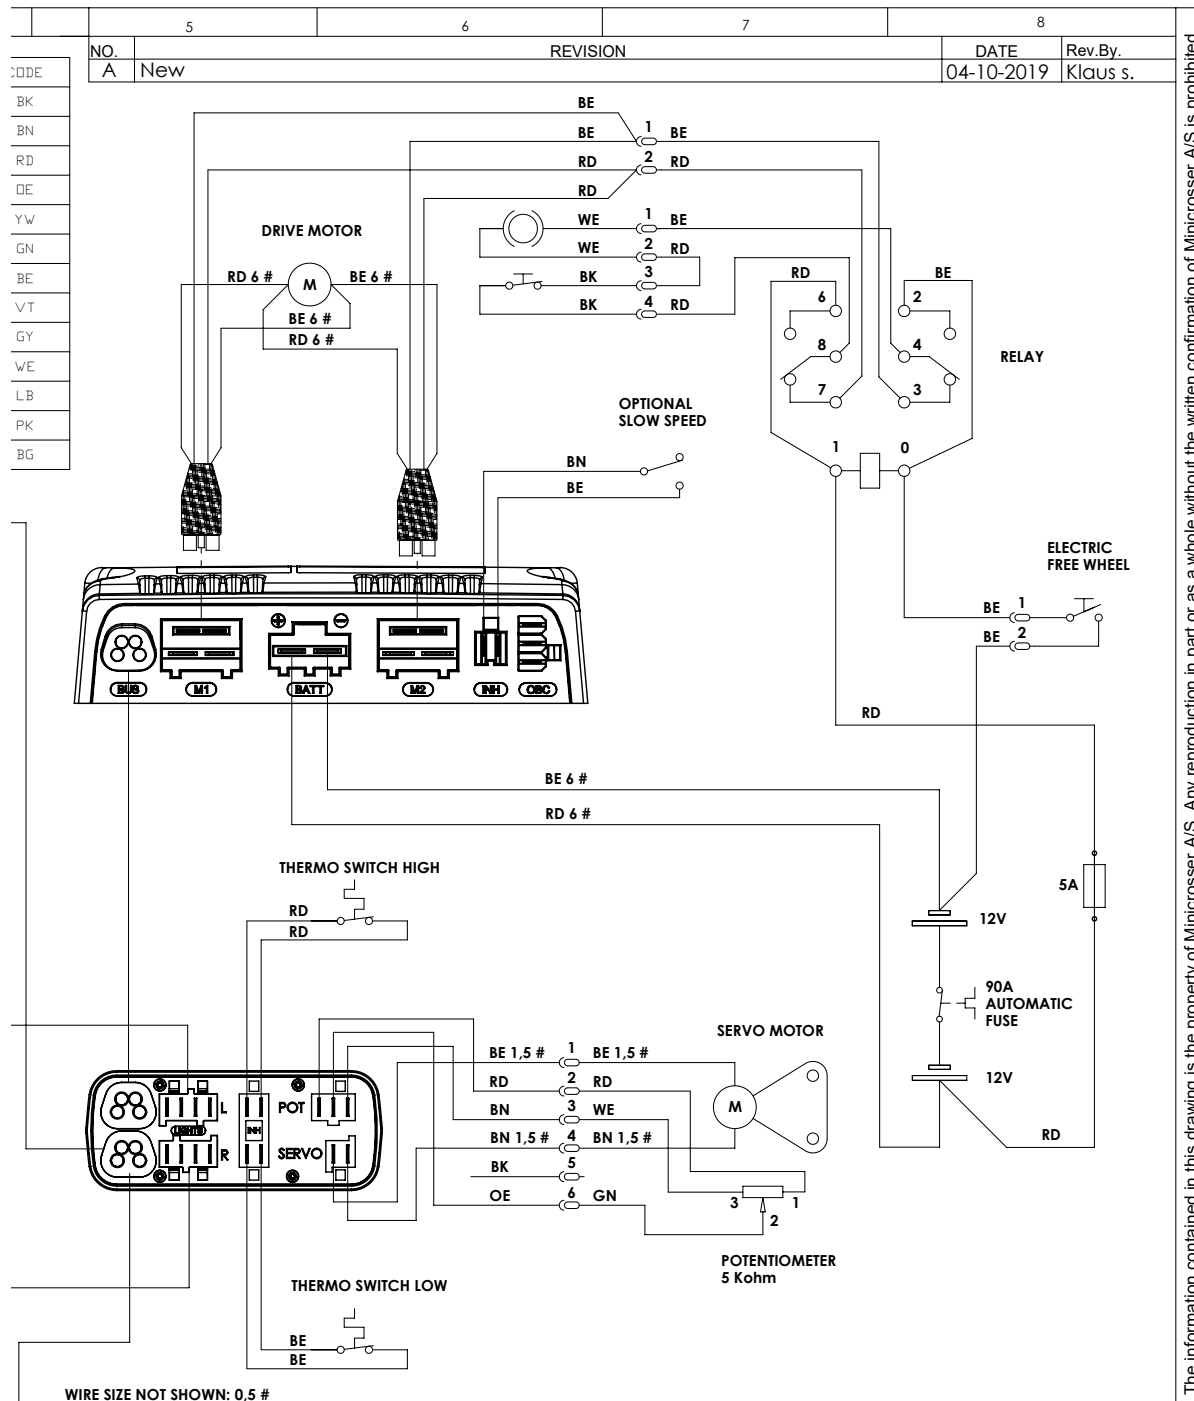 5 6 7 8
NO. REVISION DATE Rev.By.
A New 04-10-2019 Klaus s.
CODE
BK
BN
RD
OE
YW
GN
BE
VT
GY
WE
LB
PK
BG
BE
BE 1 BE
RD 2 RD
RD
WE 1 BE
WE 2 RD
BK 3
BK 4 RD
DRIVE MOTOR
RD 6 # M BE 6 #
BE 6 #
RD 6 #
RD BE
6 2
8 4
7 3
1 0
RELAY
OPTIONAL
SLOW SPEED
BN
BE
ELECTRIC
FREE WHEEL
BE 1
BE 2
BUS M1 BATT M2 INH OBC
RD
BE 6 #
RD 6 #
THERMO SWITCH HIGH
RD
RD
5A
12V
90A
AUTOMATIC
FUSE
12V
RD
SERVO MOTOR
M
BE 1,5 # 1 BE 1,5 #
RD 2 RD
BN 3 WE
BN 1,5 # 4 BN 1,5 #
BK 5
OE 6 GN
L POT
LIGHTS INH
R SERVO
3 1
2
POTENTIOMETER
5 Kohm
THERMO SWITCH LOW
BE
BE
WIRE SIZE NOT SHOWN: 0,5 #
The information contained in this drawing is the property of Minicrosser A/S. Any reproduction in part or as a whole without the written confirmation of Minicrosser A/S is prohibited